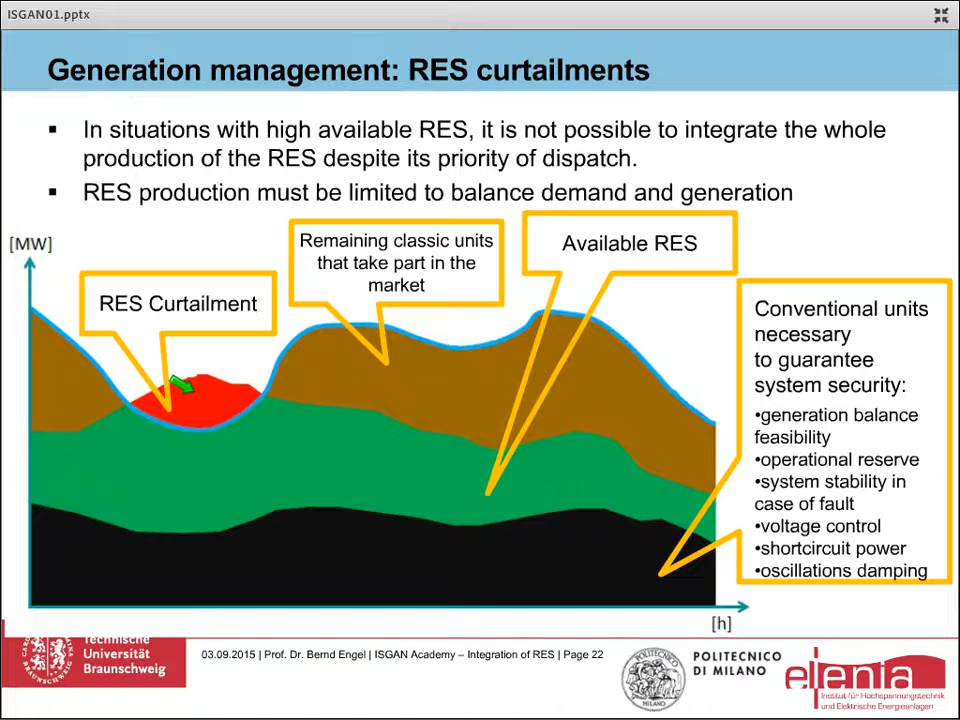 ISGAN01.pptx
Generation management: RES curtailments
▪ In situations with high available RES, it is not possible to integrate the whole
production of the RES despite its priority of dispatch.
▪ RES production must be limited to balance demand and generation
[MW]
RES Curtailment
Remaining classic units
that take part in the
market
Available RES
Conventional units
necessary
to guarantee
system security:
•generation balance
feasibility
•operational reserve
•system stability in
case of fault
•voltage control
•shortcircuit power
•oscillations damping
[h]
Technische
Universität
Braunschweig
03.09.2015 | Prof. Dr. Bernd Engel | ISGAN Academy – Integration of RES | Page 22
POLITECNICO
MILANO
POLITECNICO
DI MILANO
elenia
Institut für Hochspannungstechnik
und Elektrische Energieanlagen